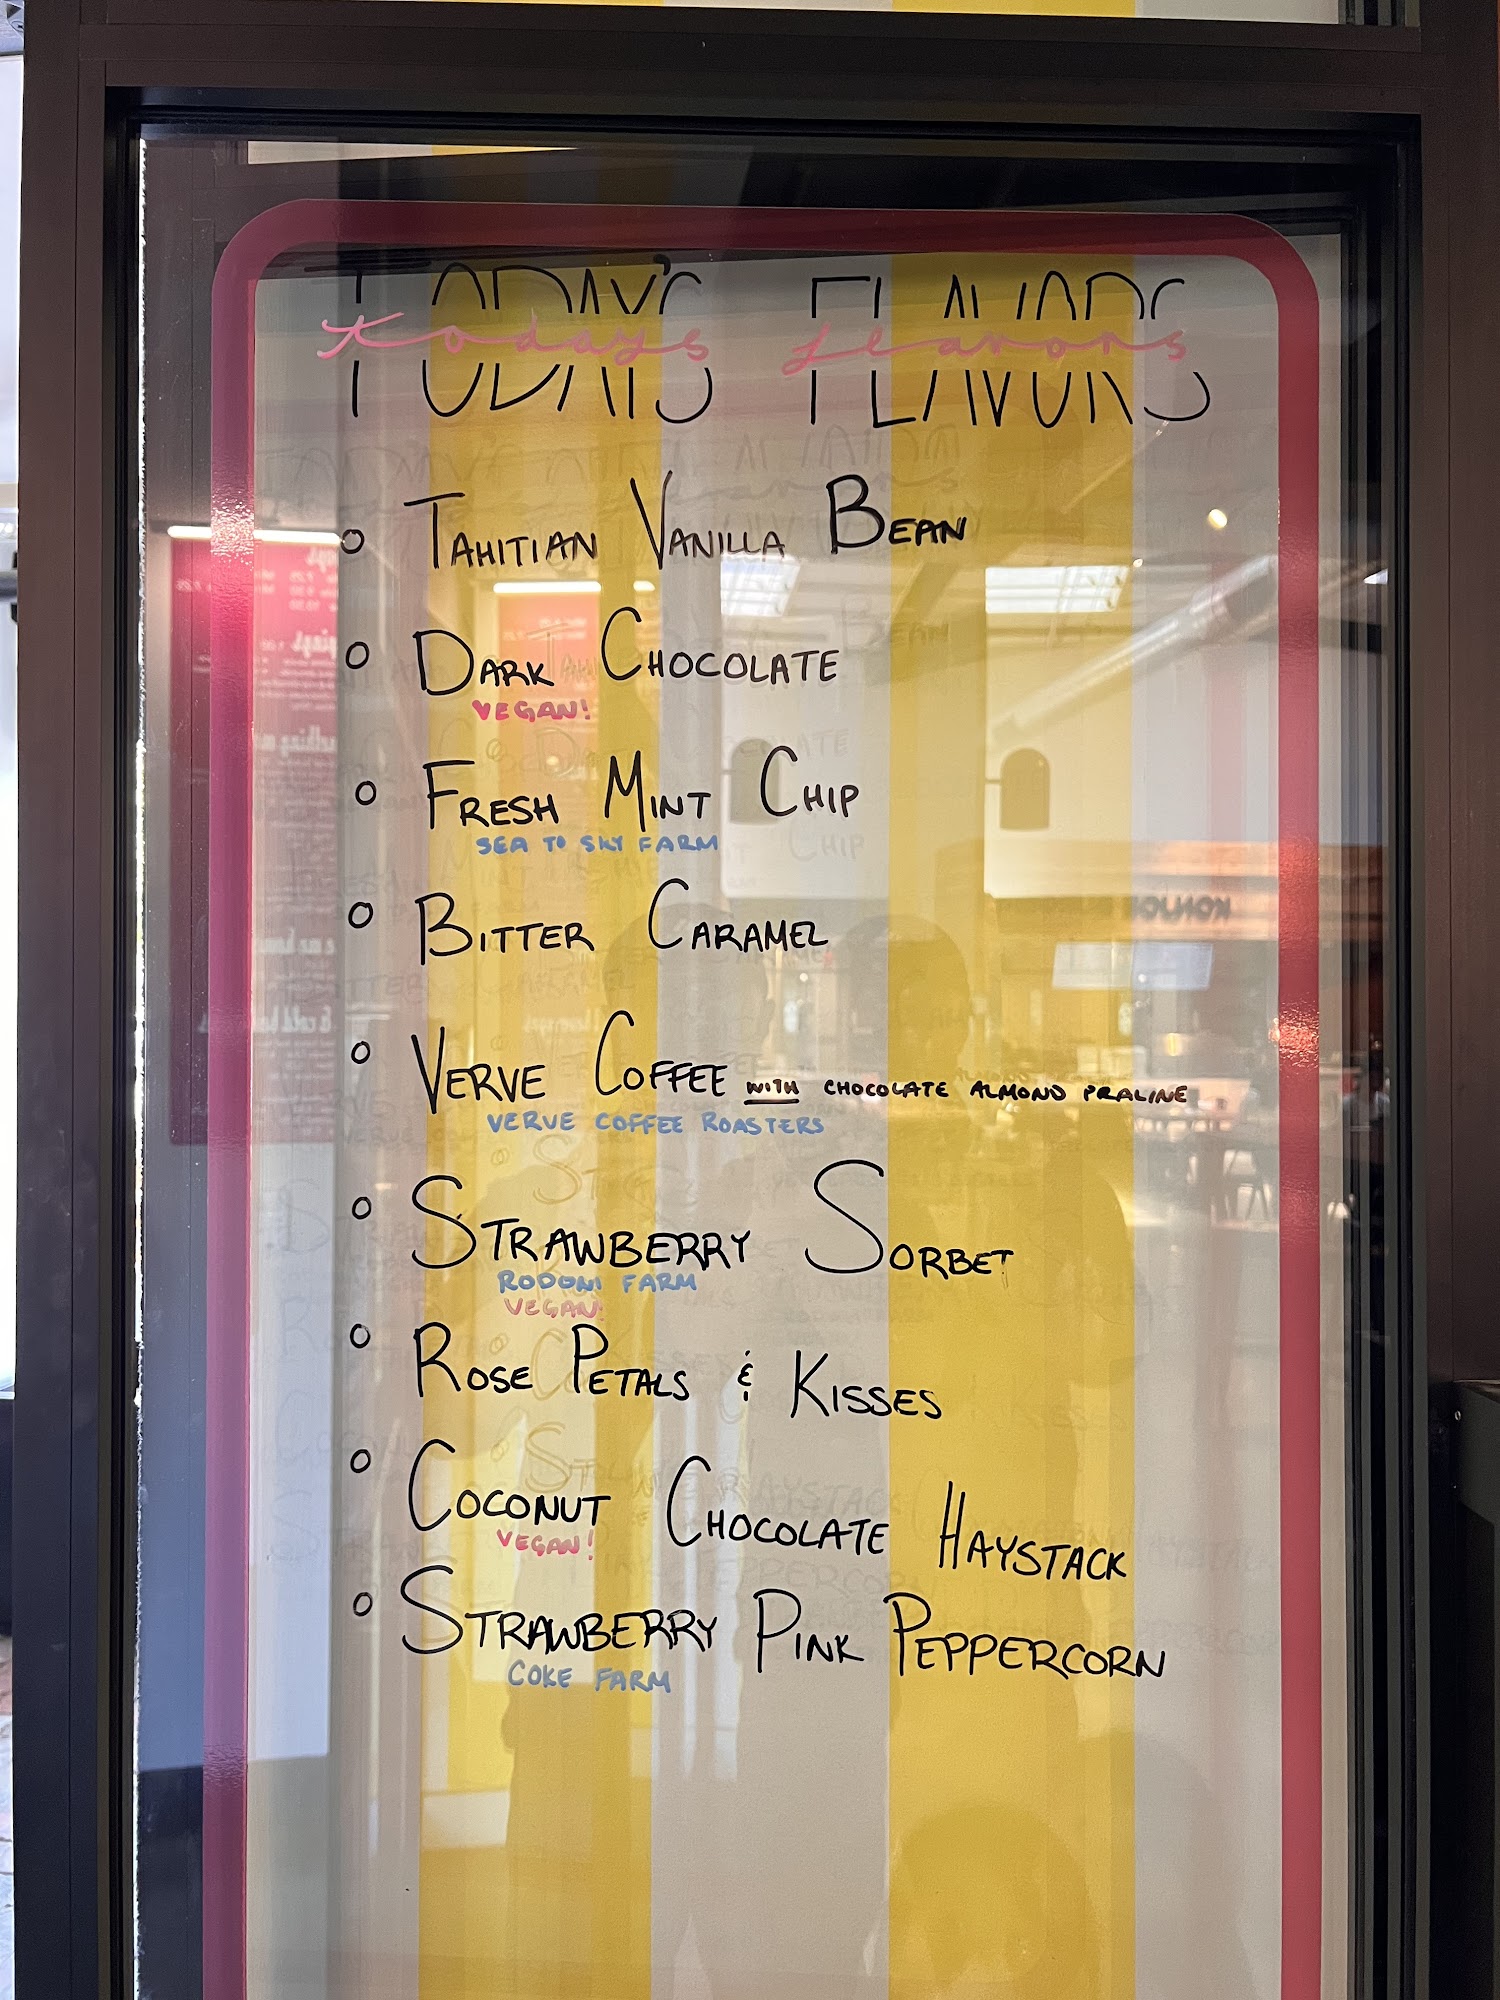 TODAY'S FLAVORS
todays flavors
TAHITIAN VANILLA BEAN
DARK CHOCOLATE
VEGAN!
FRESH MINT CHIP
SEA TO SKY FARM
BITTER CARAMEL
VERVE COFFEE WITH CHOCOLATE ALMOND PRALINE
VERVE COFFEE ROASTERS
STRAWBERRY SORBET
RODONI FARM
VEGAN!
ROSE PETALS & KISSES
COCONUT CHOCOLATE HAYSTACK
VEGAN!
STRAWBERRY PINK PEPPERCORN
COKE FARM